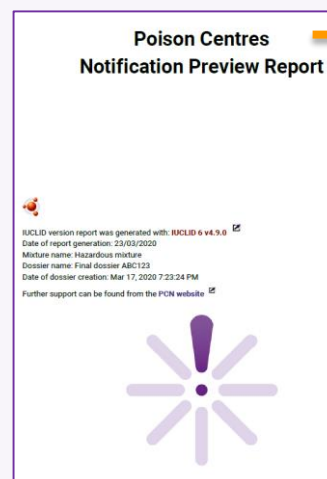 Poison Centres
Notification Preview Report
IUCLID version report was generated with: IUCLID 6 v4.9.0
Date of report generation: 23/03/2020
Mixture name: Hazardous mixture
Dossier name: Final dossier ABC123
Date of dossier creation: Mar 17, 2020 7:23:24 PM
Further support can be found from the PCN website